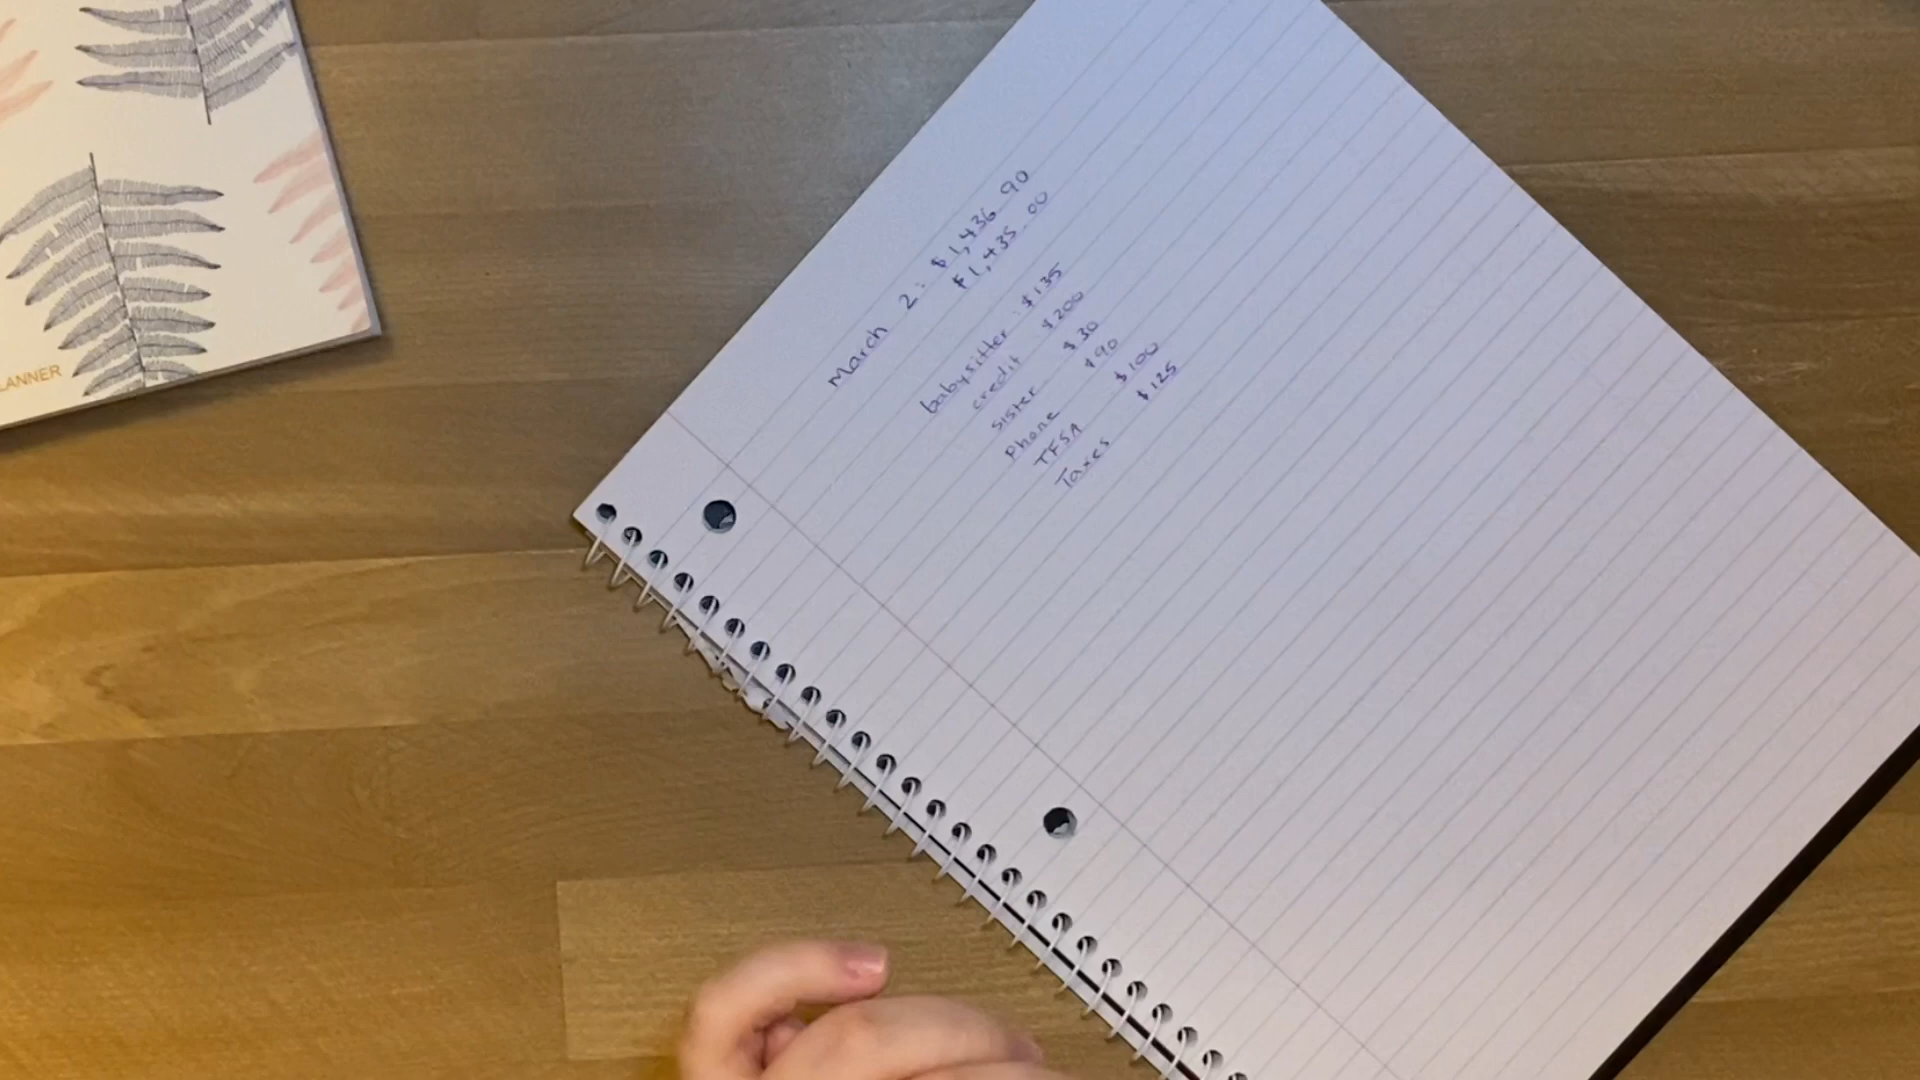 March 2: $1,436.90
$1,435.00
babysitter: $135
credit $200
sister $30
Phone $90
TFSA $100
Taxes $125
LANNER